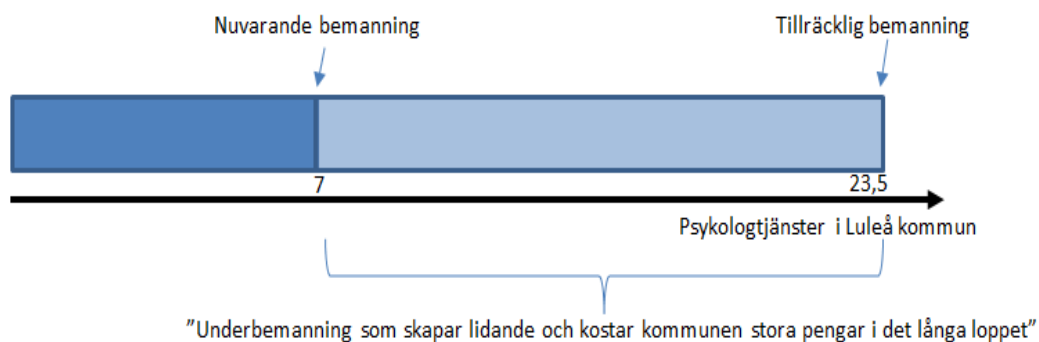 Nuvarande bemanning
Tillräcklig bemanning
7
23,5
Psykologtjänster i Luleå kommun
”Underbemanning som skapar lidande och kostar kommunen stora pengar i det långa loppet”